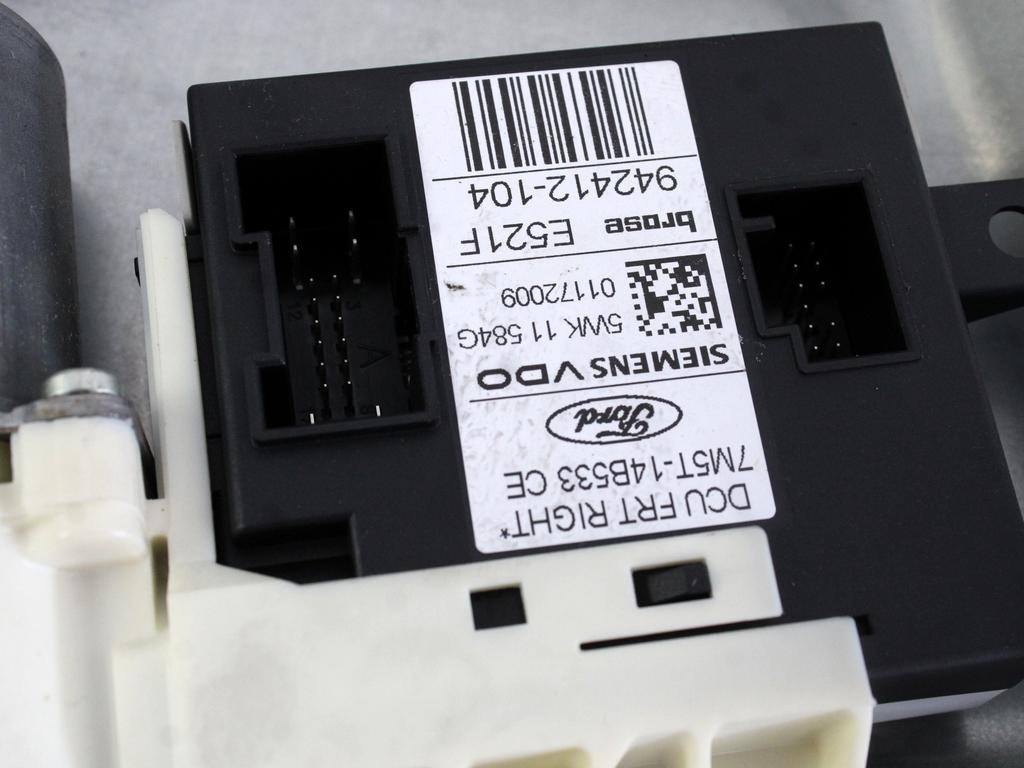 DCU FRT RIGHT*
7M5T-14B533 CE
Ford
SIEMENS VDO
5WK 11 584G
01172009
brose E521F
942412-104
A